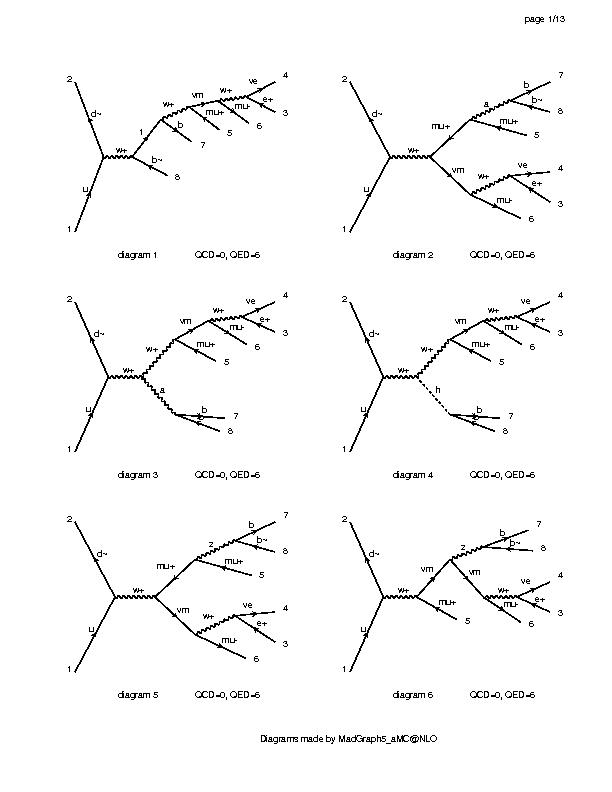 page 1/13
2 d~ u 1 w+ t b~ 8 w+ b 7 vm mu+ 5 w+ mu- 6 ve 4 e+ 3
diagram 1 QCD=0, QED=6
2 d~ u 1 w+ mu+ a b 7 b~ 8 mu+ 5 vm w+ ve 4 e+ 3 mu- 6
diagram 2 QCD=0, QED=6
2 d~ u 1 w+ w+ vm w+ ve 4 e+ 3 mu- 6 mu+ 5 a b 7 8
diagram 3 QCD=0, QED=6
2 d~ u 1 w+ w+ vm w+ ve 4 e+ 3 mu- 6 mu+ 5 h b 7 8
diagram 4 QCD=0, QED=6
2 d~ u 1 w+ mu+ z b 7 b~ 8 mu+ 5 vm w+ ve 4 e+ 3 mu- 6
diagram 5 QCD=0, QED=6
2 d~ u 1 w+ vm z b 7 b~ 8 vm w+ ve 4 e+ 3 mu- 6 mu+ 5
diagram 6 QCD=0, QED=6
Diagrams made by MadGraph5_aMC@NLO